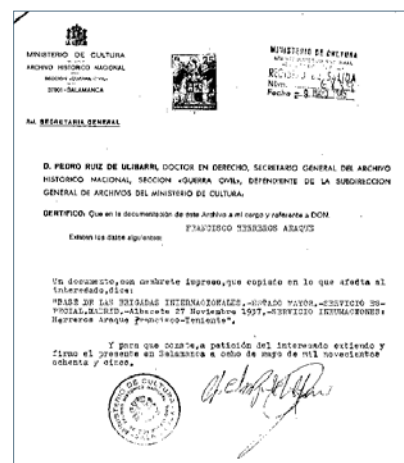 MINISTERIO DE CULTURA
ARCHIVO HISTORICO NACIONAL
SECCION «GUERRA CIVIL»
37001 - SALAMANCA
MINISTERIO DE CULTURA
SALIDA
Núm.
Fecha
Ref. SECRETARIA GENERAL
D. PEDRO RUIZ DE ULIBARRI, DOCTOR EN DERECHO, SECRETARIO GENERAL DEL ARCHIVO
HISTORICO NACIONAL, SECCION «GUERRA CIVIL», DEPENDIENTE DE LA SUBDIRECCION
GENERAL DE ARCHIVOS DEL MINISTERIO DE CULTURA.
CERTIFICO: Que en la documentación de este Archivo a mi cargo y referente a DON
FRANCISCO HERREROS ARAQUE
Existen los datos siguientes:
Un documento, con membrete impreso, que copiado en lo que afecta al
interesado, dice:
"BASE DE LAS BRIGADAS INTERNACIONALES.-ESTADO MAYOR.-SERVICIO ES-
PECIAL, MADRID.-Albacete 27 Noviembre 1937.-SERVICIO INHUMACIONES:
Herreros Araque Francisco-Teniente".
Y para que conste, a petición del interesado extiendo y
firmo el presente en Salamanca a ocho de mayo de mil novecientos
ochenta y cinco.
MINISTERIO DE CULTURA